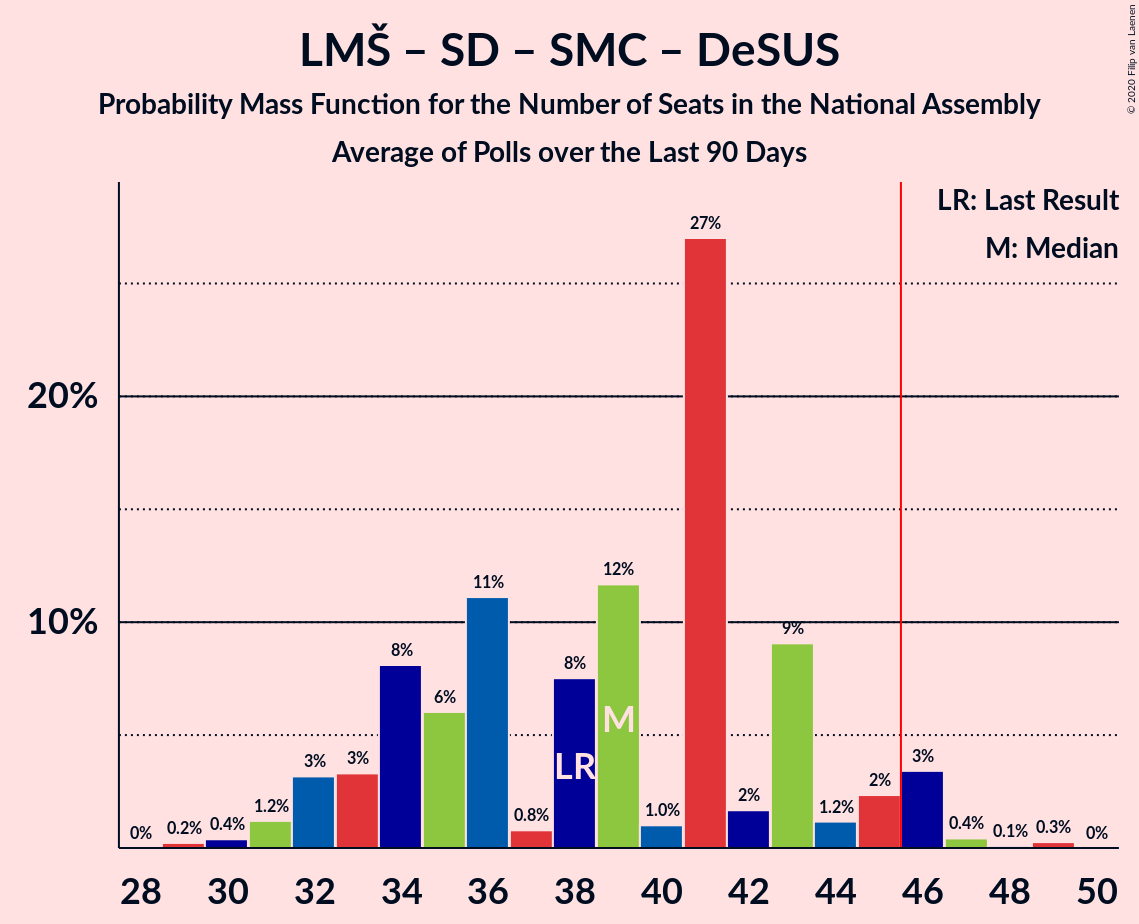 LMŠ – SD – SMC – DeSUS
Probability Mass Function for the Number of Seats in the National Assembly
Average of Polls over the Last 90 Days
© 2020 Filip van Laenen
LR: Last Result
M: Median
20%
10%
0%
0.2%
0.4%
1.2%
3%
3%
8%
6%
11%
0.8%
8%
12%
1.0%
27%
2%
9%
1.2%
2%
3%
0.4%
0.1%
0.3%
0%
M
LR
28 30 32 34 36 38 40 42 44 46 48 50